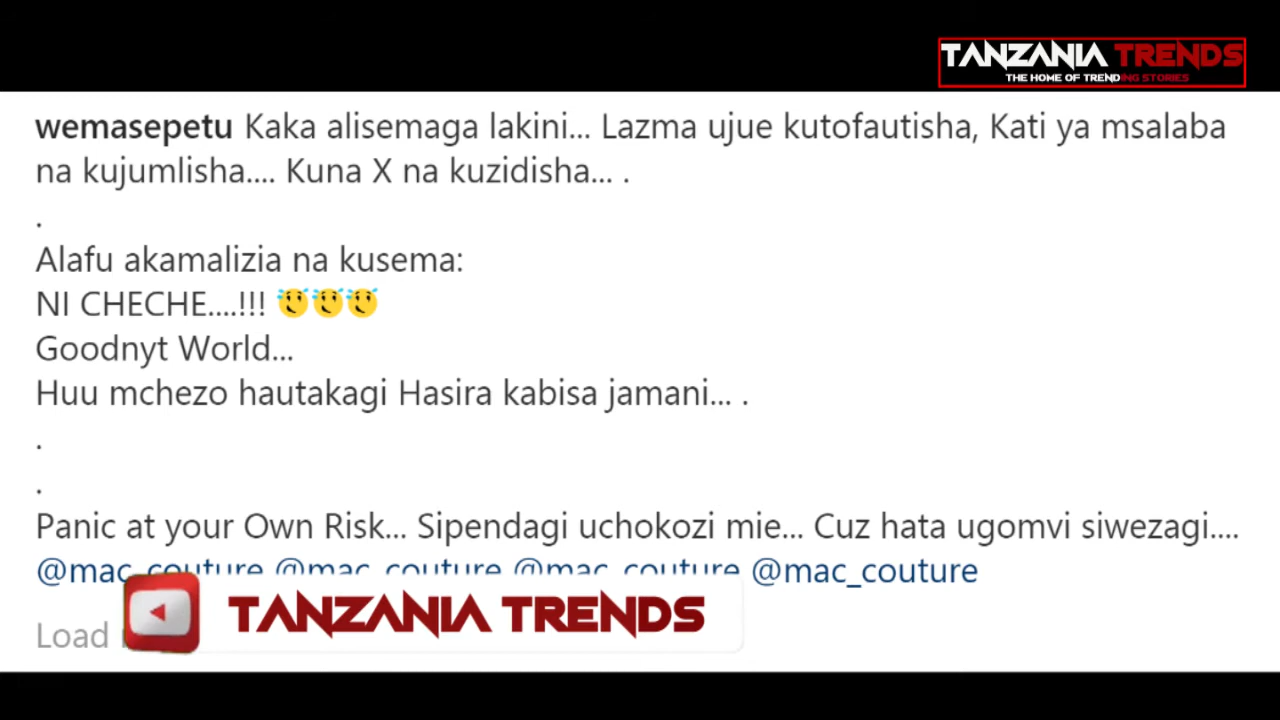 TANZANIA TRENDS
THE HOME OF TRENDING STORIES
wemasepetu Kaka alisemaga lakini... Lazma ujue kutofautisha, Kati ya msalaba
na kujumlisha.... Kuna X na kuzidisha... .
.
Alafu akamalizia na kusema:
NI CHECHE....!!! 😅😅😅
Goodnyt World...
Huu mchezo hautakagi Hasira kabisa jamani... .
.
.
Panic at your Own Risk... Sipendagi uchokozi mie... Cuz hata ugomvi siwezagi....
@mac_couture @mac_couture @mac_couture @mac_couture
Load
TANZANIA TRENDS